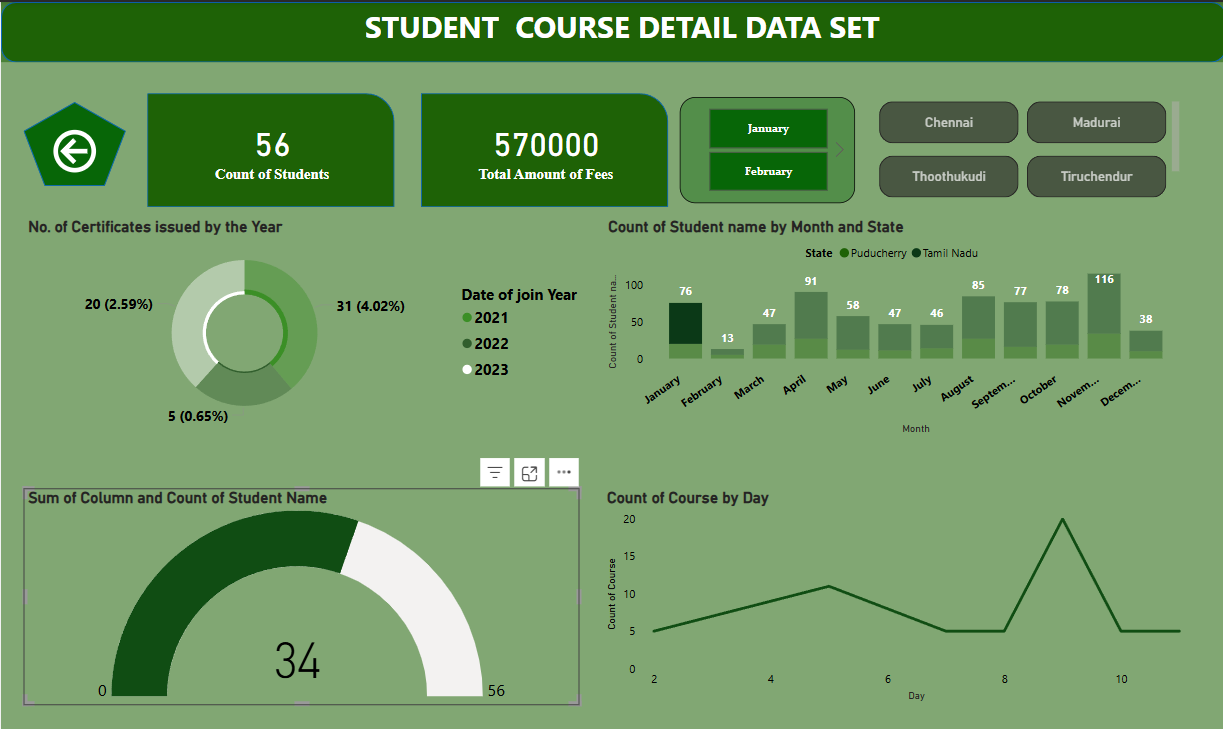 STUDENT  COURSE DETAIL DATA SET
56
Count of Students
570000
Total Amount of Fees
January
February
Chennai
Madurai
Thoothukudi
Tiruchendur
No. of Certificates issued by the Year
20 (2.59%)
31 (4.02%)
5 (0.65%)
Date of join Year
2021
2022
2023
Count of Student name by Month and State
State Puducherry Tamil Nadu
Count of Student na...
100
50
0
76
13
47
91
58
47
46
85
77
78
116
38
January
February
March
April
May
June
July
August
Septem...
October
Novem...
Decem...
Month
Sum of Column and Count of Student Name
34
0
56
Count of Course by Day
Count of Course
20
15
10
5
0
2
4
6
8
10
Day